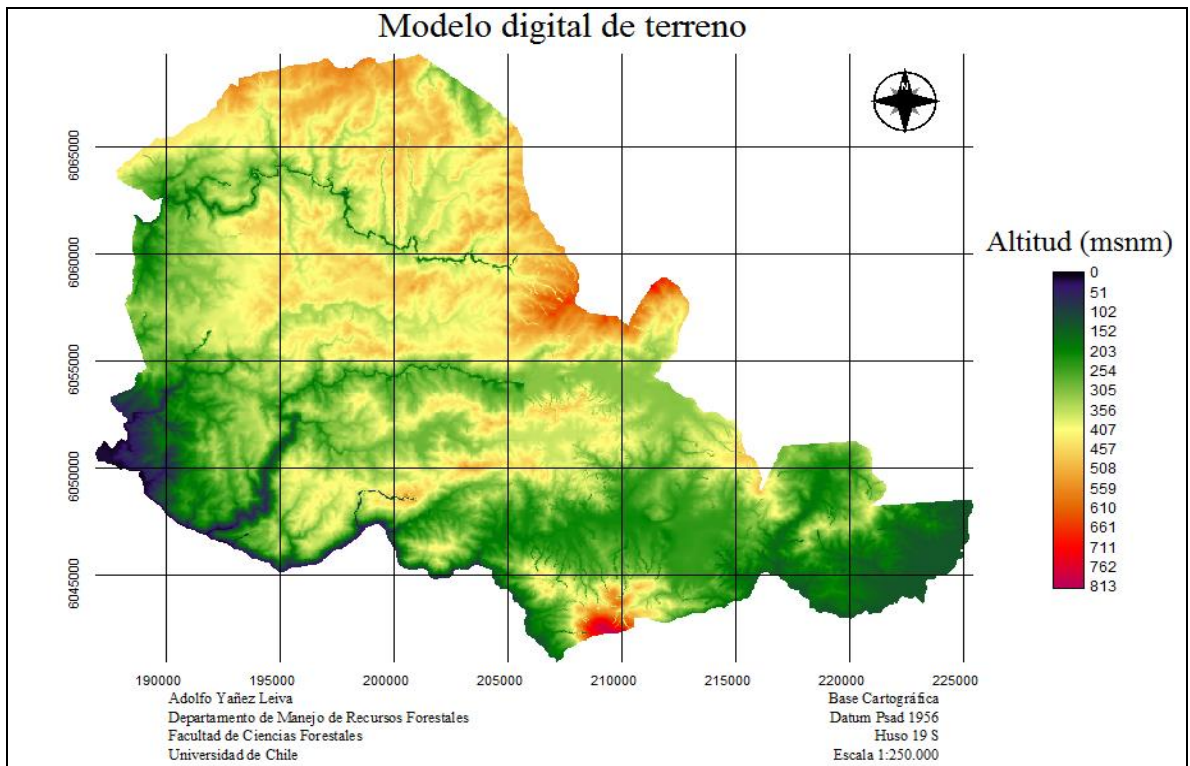 Modelo digital de terreno
N
6065000
6060000
6055000
6050000
6045000
Altitud (msnm)
0
51
102
152
203
254
305
356
407
457
508
559
610
661
711
762
813
190000 195000 200000 205000 210000 215000 220000 225000
Adolfo Yañez Leiva
Departamento de Manejo de Recursos Forestales
Facultad de Ciencias Forestales
Universidad de Chile
Base Cartográfica
Datum Psad 1956
Huso 19 S
Escala 1:250.000